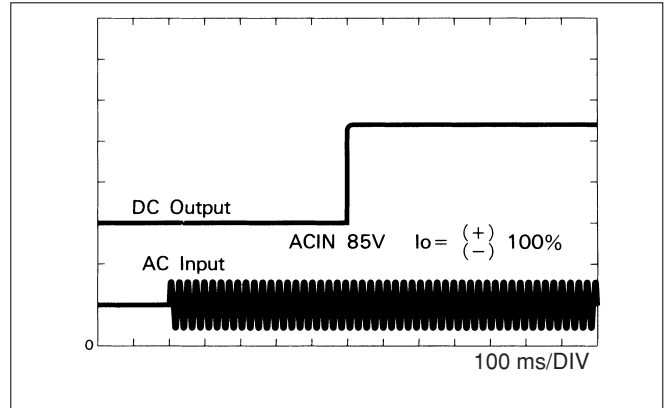 DC Output
ACIN 85V Io= (+) 100%
(−)
AC Input
0
100 ms/DIV